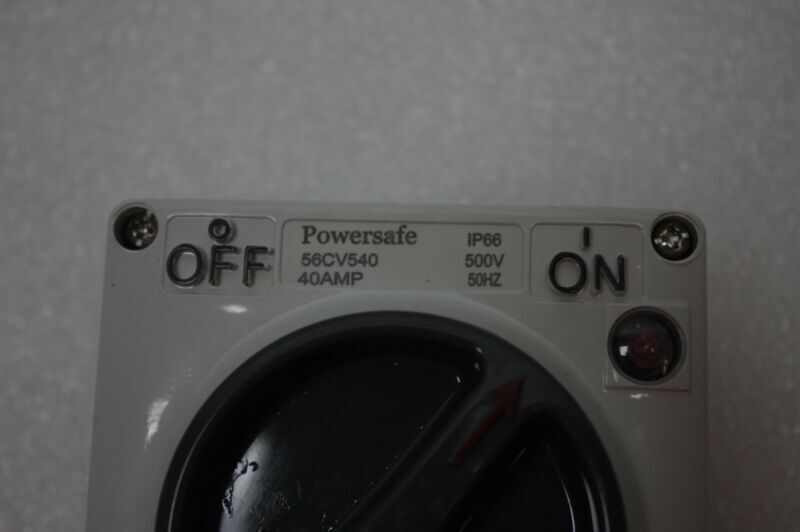 O
OFF
Powersafe IP66
56CV540 500V
40AMP 50HZ
I
ON